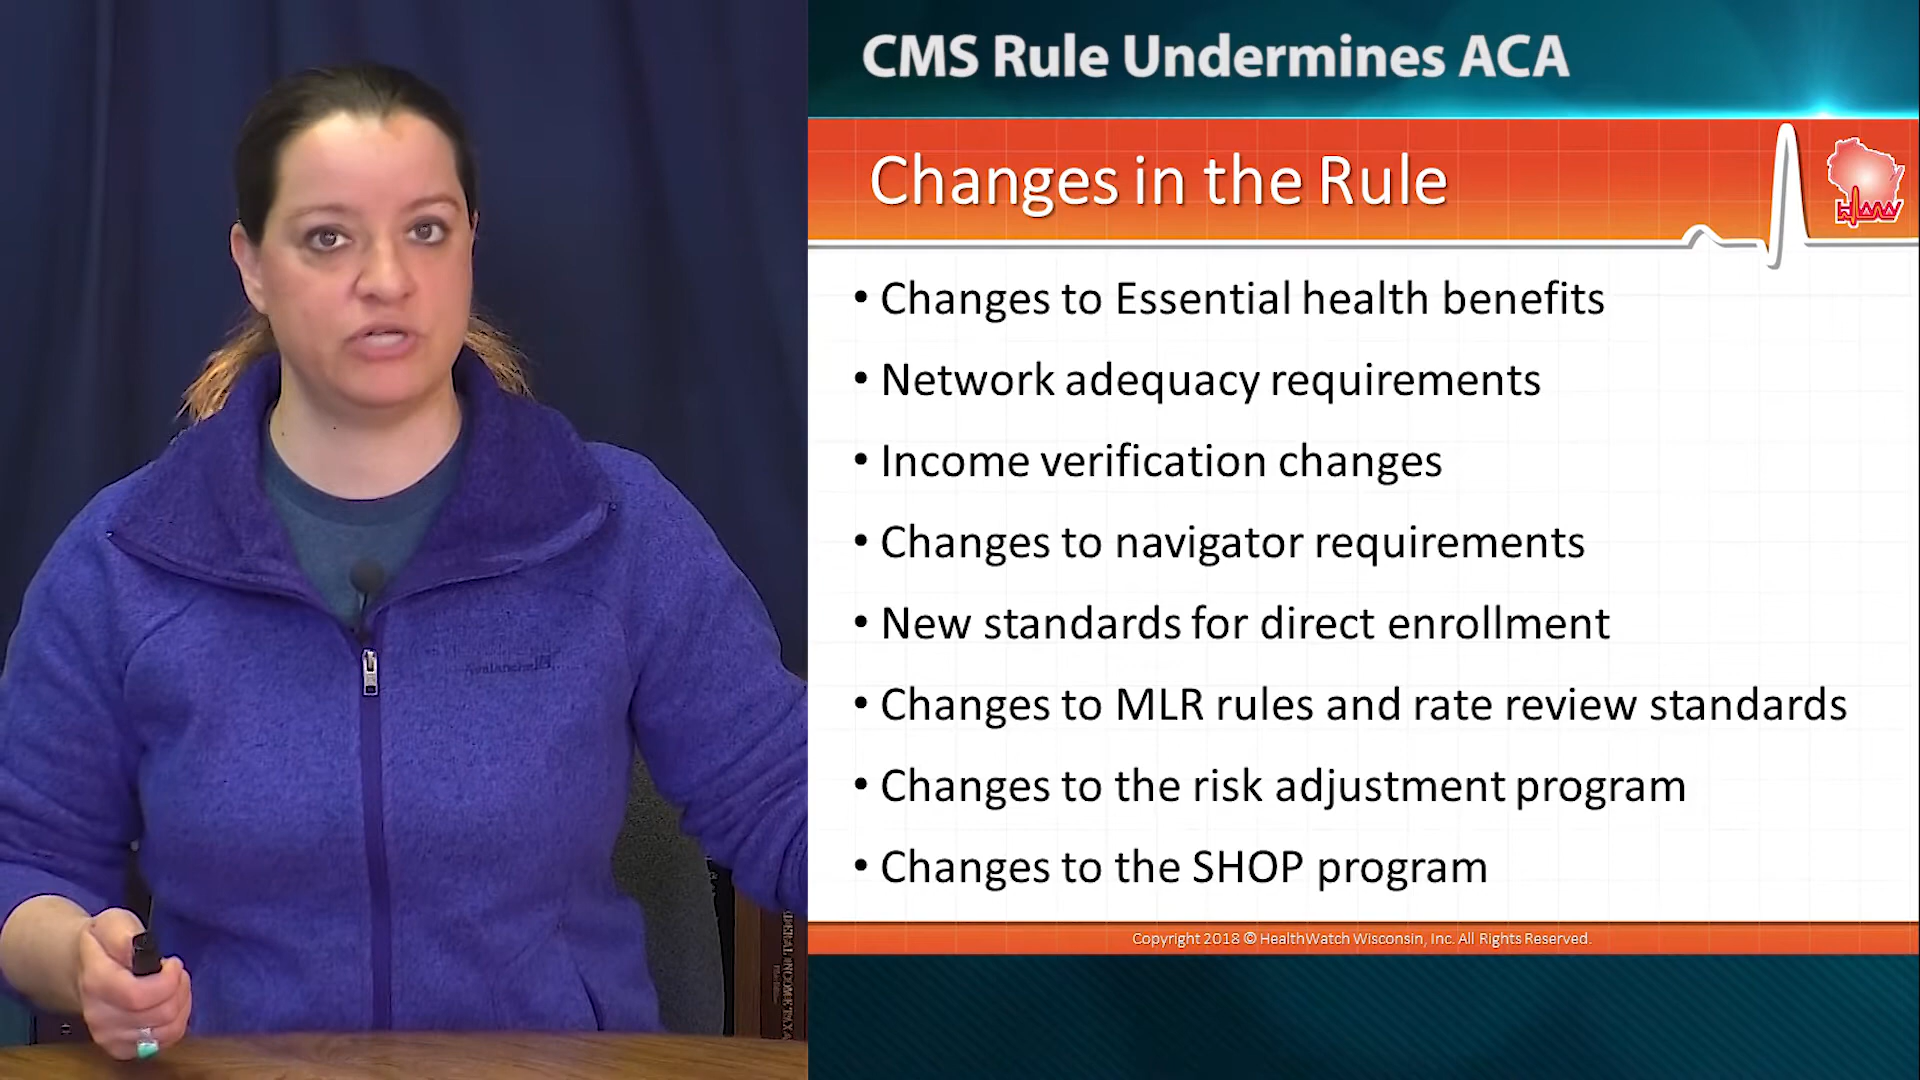 CMS Rule Undermines ACA
Changes in the Rule
• Changes to Essential health benefits
• Network adequacy requirements
• Income verification changes
• Changes to navigator requirements
• New standards for direct enrollment
• Changes to MLR rules and rate review standards
• Changes to the risk adjustment program
• Changes to the SHOP program
Copyright 2018 © HealthWatch Wisconsin, Inc. All Rights Reserved.
Avalanche